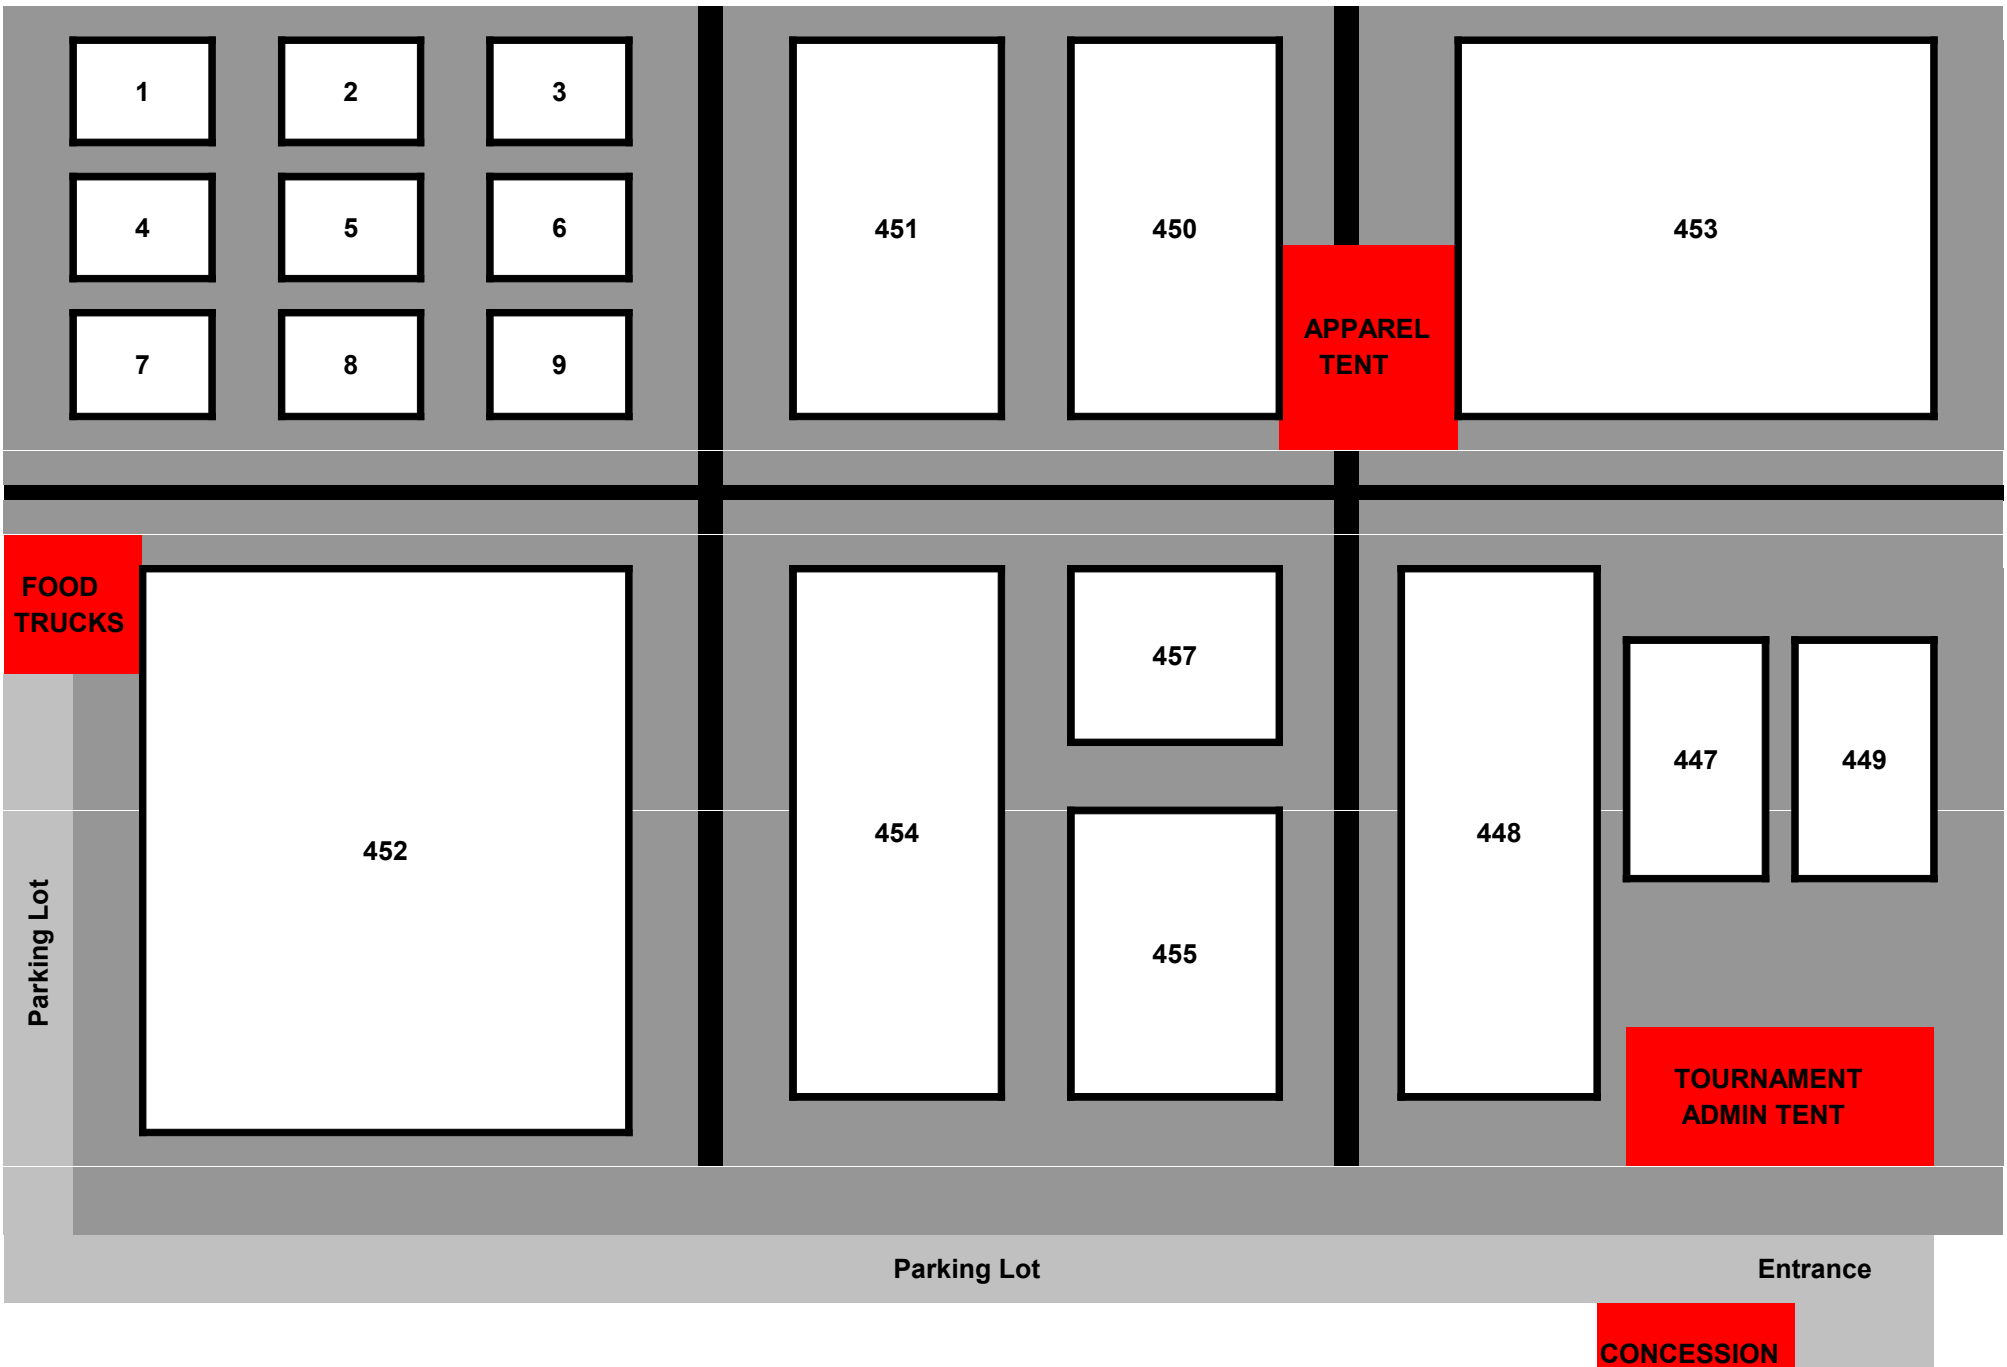 1 2 3
4 5 6
451 450 453
7 8 9
APPAREL
TENT
FOOD
TRUCKS
457
447 449
454 448
452
455
Parking Lot
TOURNAMENT
ADMIN TENT
Parking Lot Entrance
CONCESSION